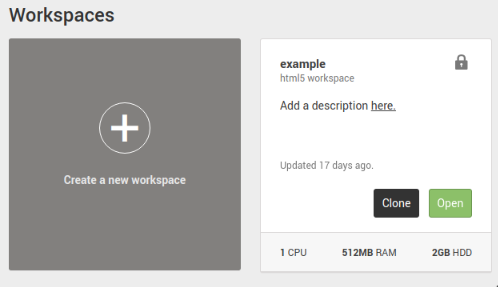 Workspaces
Create a new workspace
example
html5 workspace
Add a description here.
Updated 17 days ago.
Clone
Open
1 CPU
512MB RAM
2GB HDD